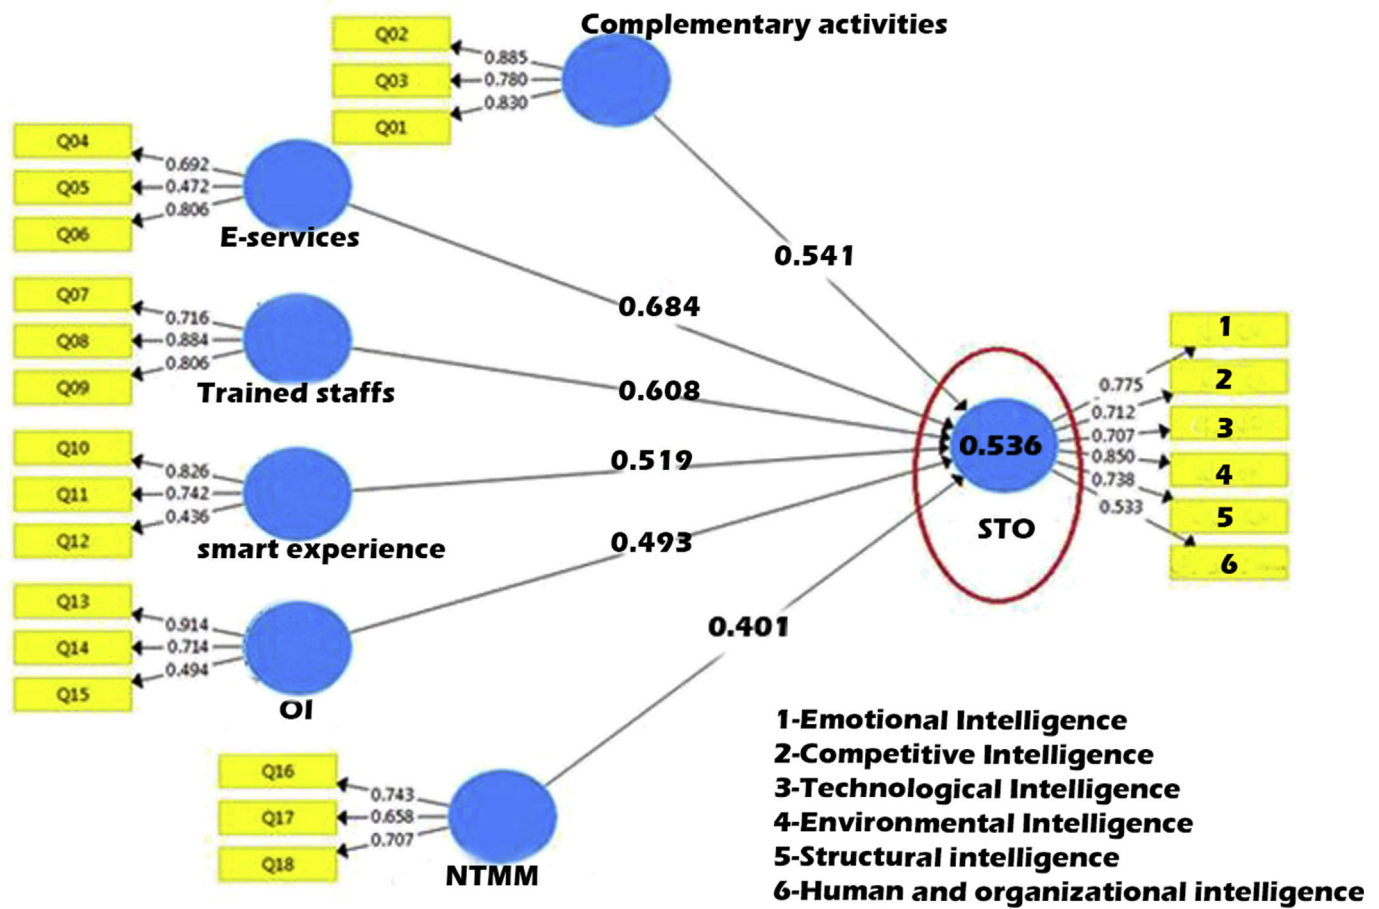 Complementary activities
Q02
0.885
Q03
0.780
0.830
Q01
Q04
0.692
Q05
0.472
0.806
Q06
E-services
Q07
0.716
Q08
0.884
0.806
Q09
Trained staffs
Q10
0.826
Q11
0.742
0.436
Q12
smart experience
Q13
0.914
Q14
0.714
0.494
Q15
OI
Q16
0.743
Q17
0.658
0.707
Q18
NTMM
0.541
0.684
0.608
0.519
0.493
0.401
0.536
STO
0.775
0.712
0.707
0.850
0.738
0.533
1
2
3
4
5
6
1-Emotional Intelligence
2-Competitive Intelligence
3-Technological Intelligence
4-Environmental Intelligence
5-Structural intelligence
6-Human and organizational intelligence